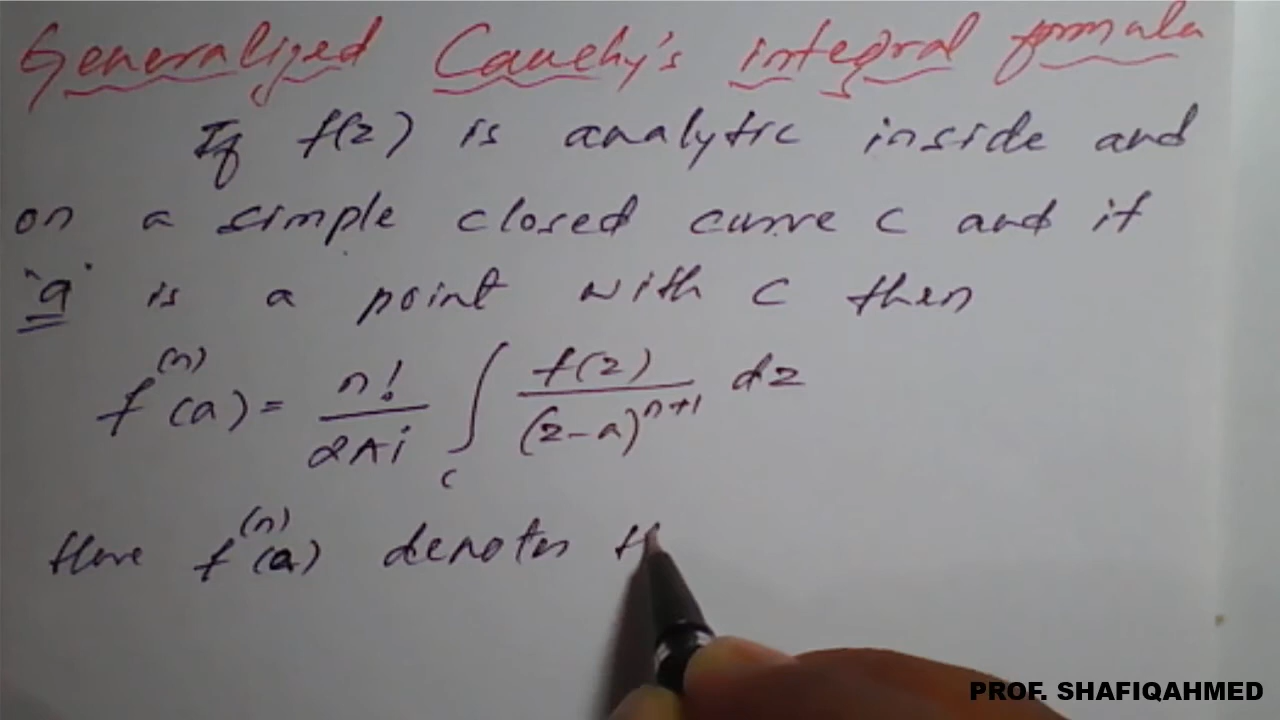 Generalized Cauchy's integral formula
If f(z) is analytic inside and
on a simple closed curve C and if
"a" is a point with C then
f^(n)(a) = n!/2πi ∫_C f(z)/(z-a)^(n+1) dz
Here f^(n)(a) denotes th
PROF. SHAFIQAHMED